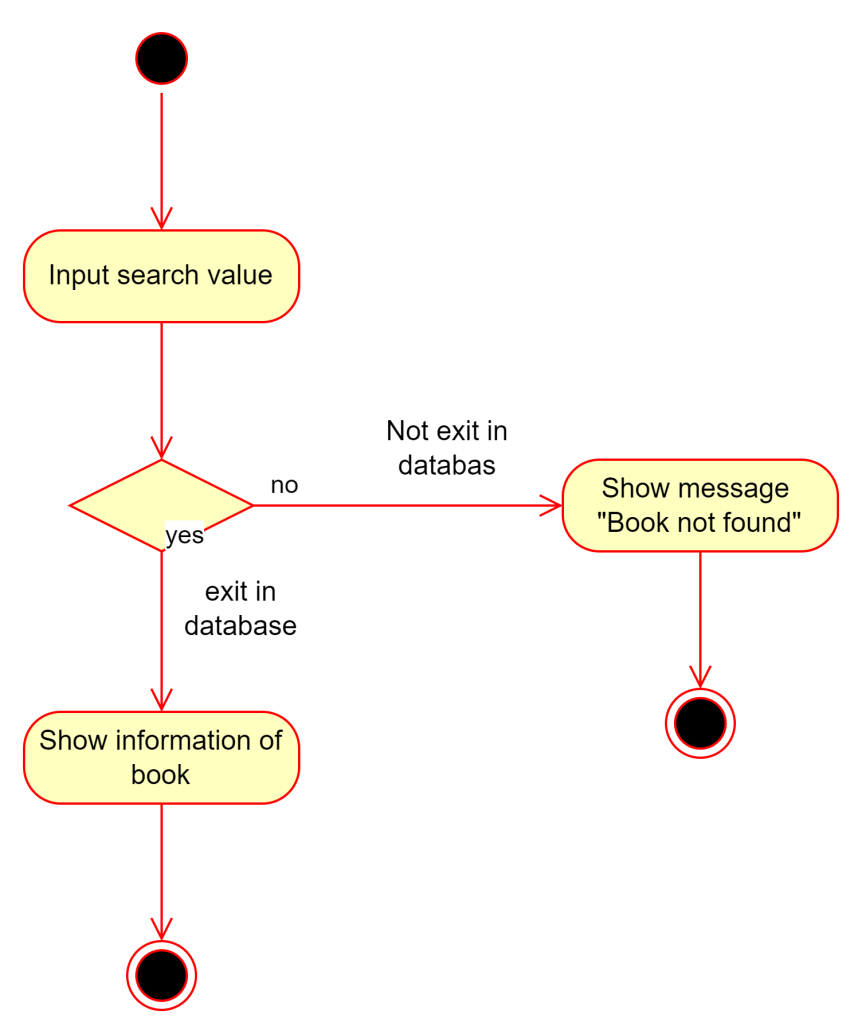 Input search value
Not exit in
databas
no
Show message
"Book not found"
yes
exit in
database
Show information of
book